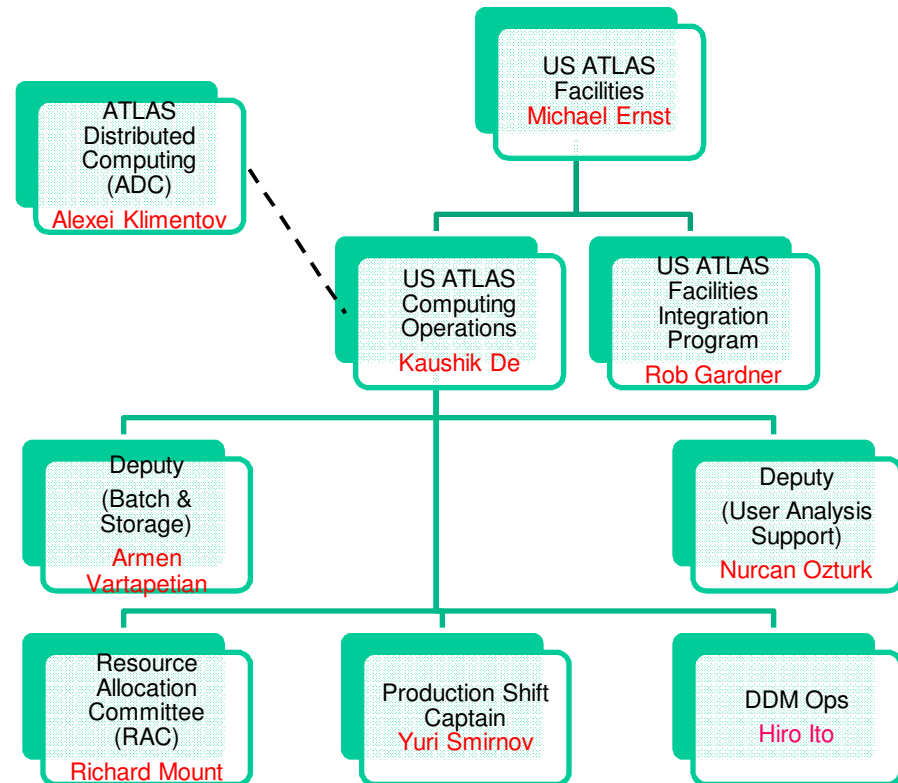 US ATLAS
Facilities
Michael Ernst
ATLAS
Distributed
Computing
(ADC)
Alexei Klimentov
US ATLAS
Computing
Operations
Kaushik De
US ATLAS
Facilities
Integration
Program
Rob Gardner
Deputy
(Batch &
Storage)
Armen
Vartapetian
Deputy
(User Analysis
Support)
Nurcan Ozturk
Resource
Allocation
Committee
(RAC)
Richard Mount
Production Shift
Captain
Yuri Smirnov
DDM Ops
Hiro Ito